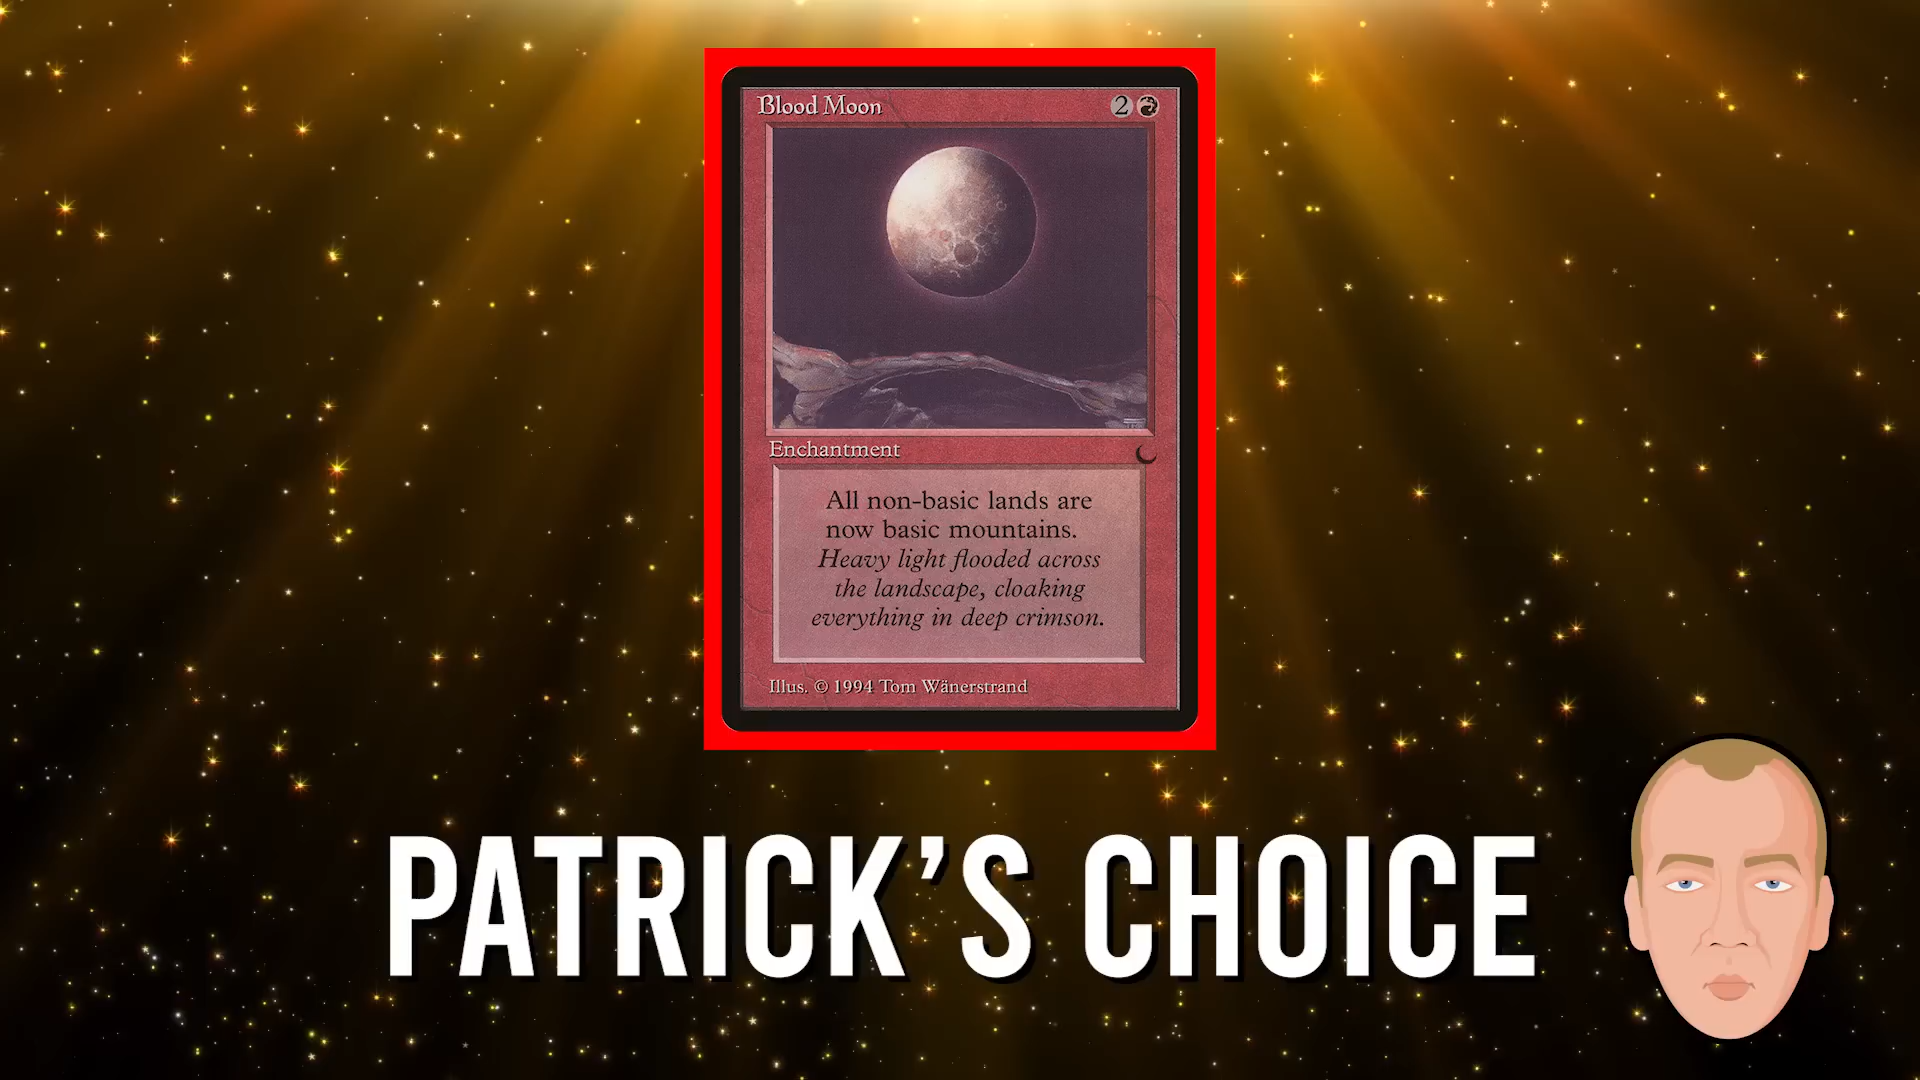 Blood Moon 2
Enchantment
All non-basic lands are
now basic mountains.
Heavy light flooded across
the landscape, cloaking
everything in deep crimson.
Illus. © 1994 Tom Wänerstrand
PATRICK'S CHOICE